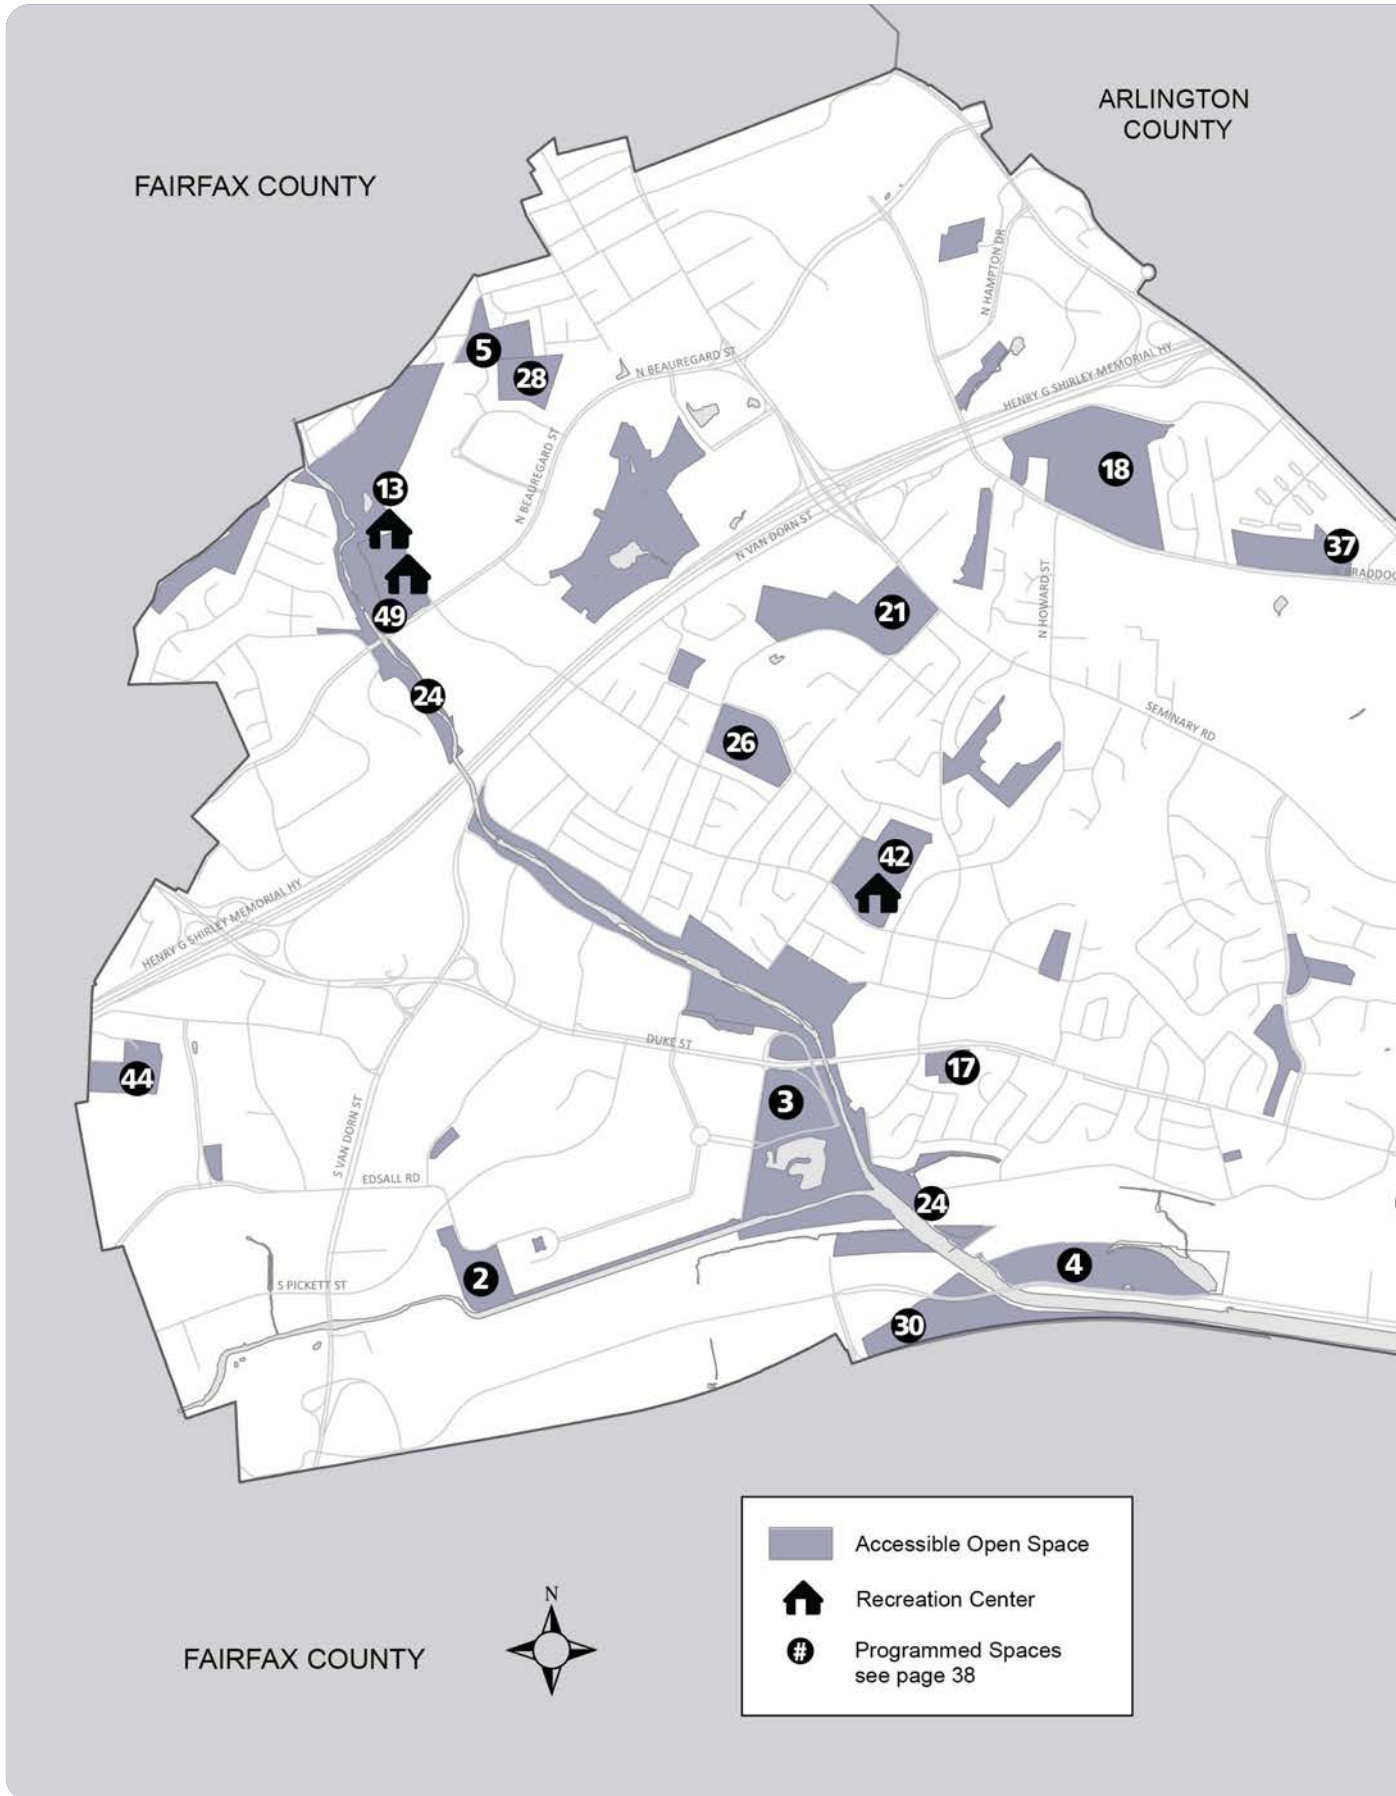 ARLINGTON
COUNTY
FAIRFAX COUNTY
N HAMPTON DR
5
28
N BEAUREGARD ST
HENRY G SHIRLEY MEMORIAL HY
18
N BEAUREGARD ST
13
N VAN DORN ST
37
BRADDOC
49
21
N HOWARD ST
24
26
SEMINARY RD
42
HENRY G SHIRLEY MEMORIAL HY
DUKE ST
44
17
3
S VAN DORN ST
EDSALL RD
24
2
S PICKETT ST
4
30
Accessible Open Space
Recreation Center
# Programmed Spaces
see page 38
N
FAIRFAX COUNTY